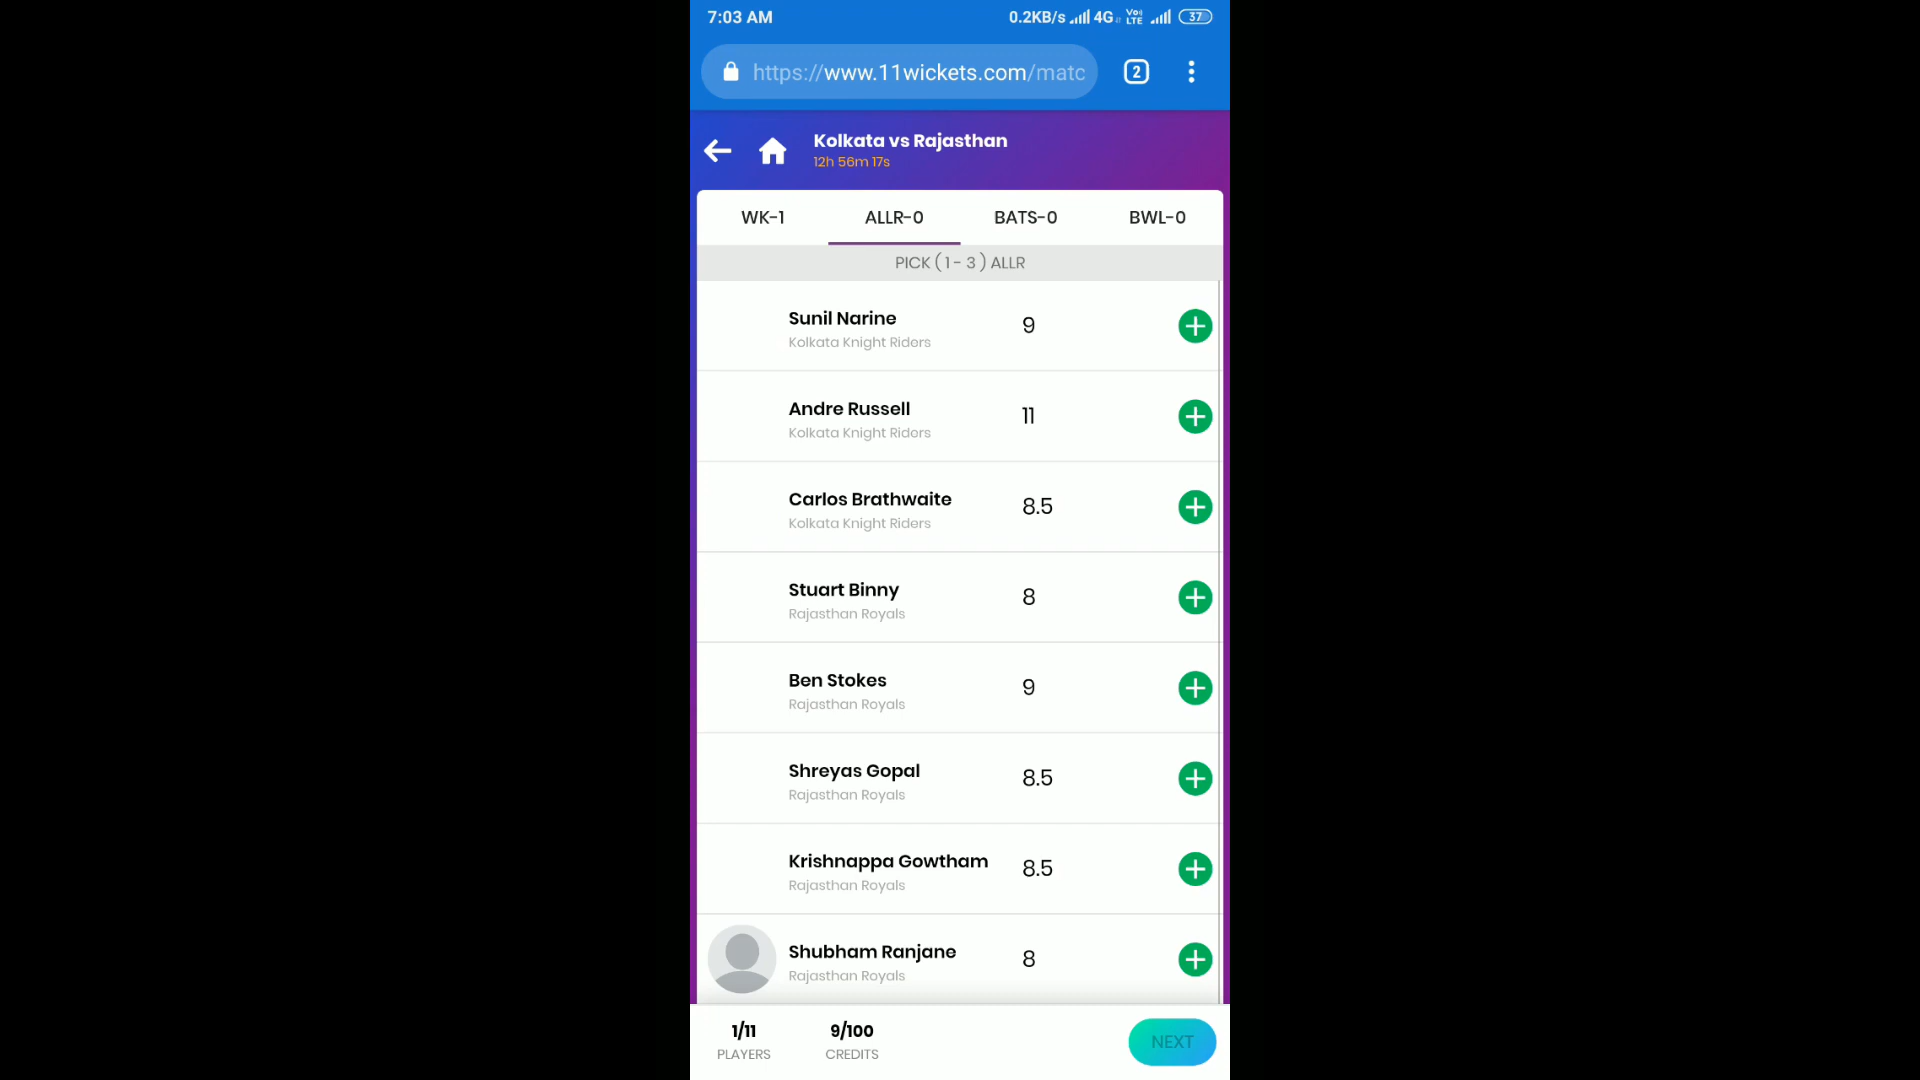 7:03 AM 0.2KB/s 4G Vo LTE 37
https://www.11wickets.com/matc 2
Kolkata vs Rajasthan
12h 56m 17s
WK-1 ALLR-0 BATS-0 BWL-0
PICK ( 1 - 3 ) ALLR
Sunil Narine 9
Kolkata Knight Riders
Andre Russell 11
Kolkata Knight Riders
Carlos Brathwaite 8.5
Kolkata Knight Riders
Stuart Binny 8
Rajasthan Royals
Ben Stokes 9
Rajasthan Royals
Shreyas Gopal 8.5
Rajasthan Royals
Krishnappa Gowtham 8.5
Rajasthan Royals
Shubham Ranjane 8
Rajasthan Royals
1/11 9/100
PLAYERS CREDITS NEXT